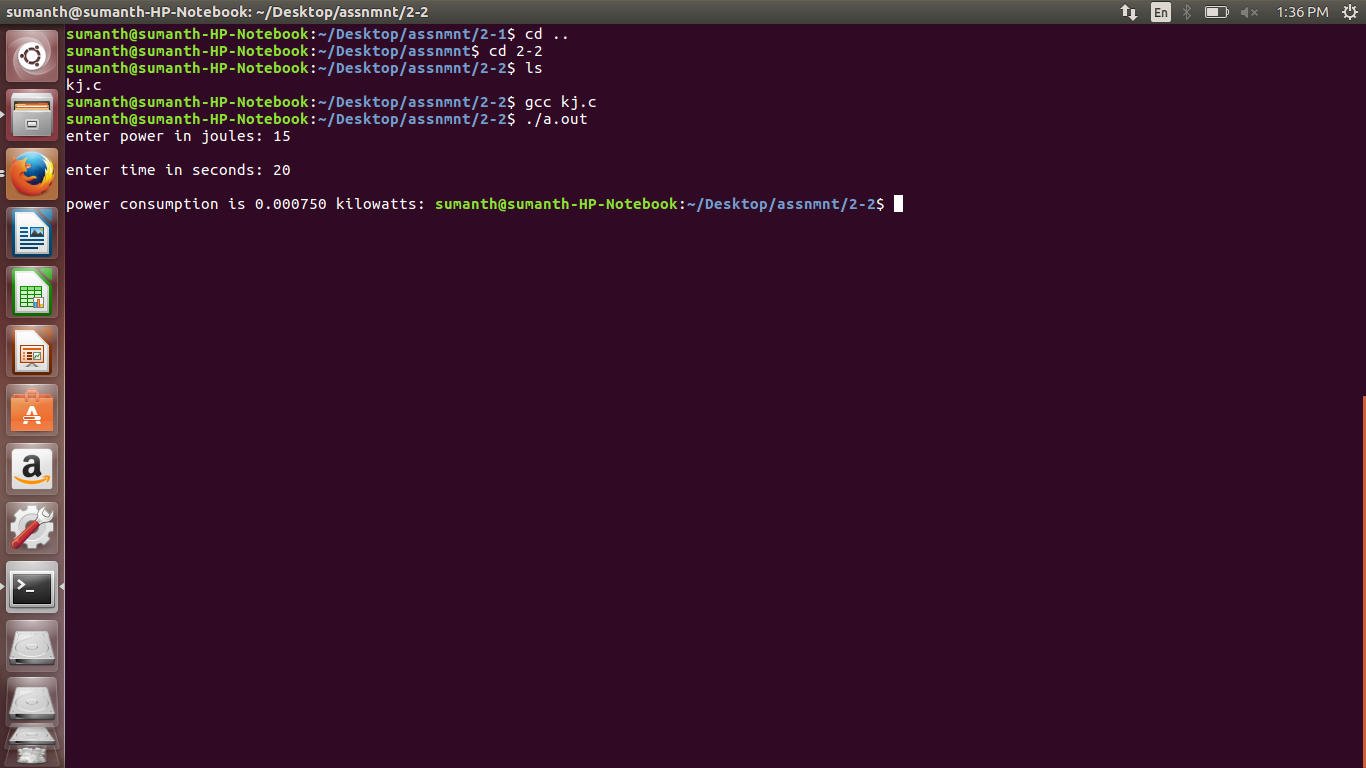 sumanth@sumanth-HP-Notebook: ~/Desktop/assnmnt/2-2
En
1:36 PM
sumanth@sumanth-HP-Notebook:~/Desktop/assnmnt/2-1$ cd ..
sumanth@sumanth-HP-Notebook:~/Desktop/assnmnt$ cd 2-2
sumanth@sumanth-HP-Notebook:~/Desktop/assnmnt/2-2$ ls
kj.c
sumanth@sumanth-HP-Notebook:~/Desktop/assnmnt/2-2$ gcc kj.c
sumanth@sumanth-HP-Notebook:~/Desktop/assnmnt/2-2$ ./a.out
enter power in joules: 15
enter time in seconds: 20
power consumption is 0.000750 kilowatts: sumanth@sumanth-HP-Notebook:~/Desktop/assnmnt/2-2$